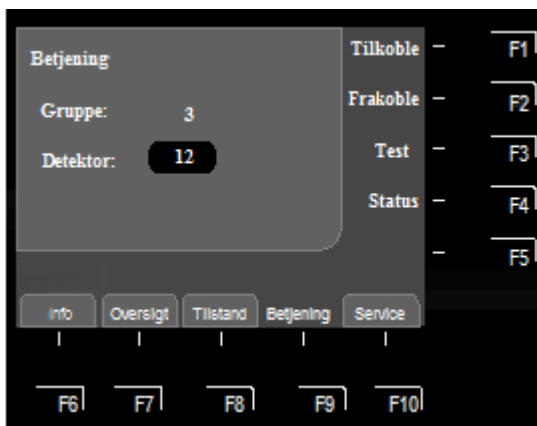 Betjening
Tilkoble – F1
Gruppe: 3
Frakoble – F2
Detektor: 12
Test – F3
Status – F4
– F5
Info Oversigt Tilstand Betjening Service
F6 F7 F8 F9 F10